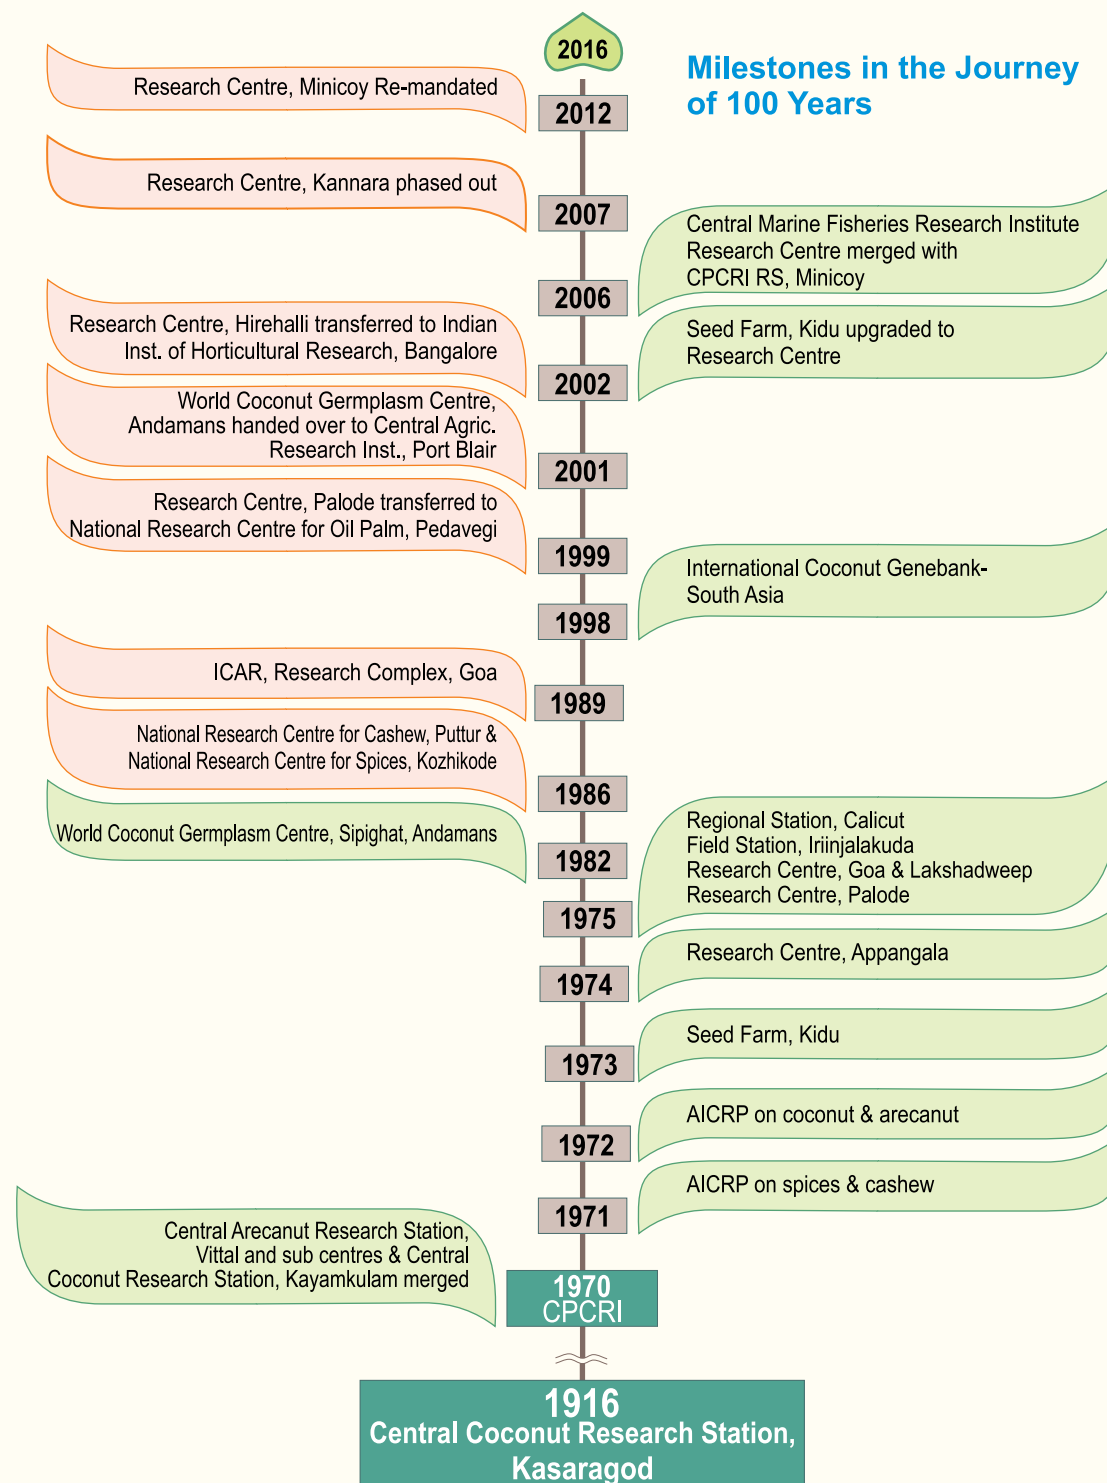 2016
Milestones in the Journey
of 100 Years
Research Centre, Minicoy Re-mandated
2012
Research Centre, Kannara phased out
2007
Central Marine Fisheries Research Institute
Research Centre merged with
CPCRI RS, Minicoy
2006
Research Centre, Hirehalli transferred to Indian
Inst. of Horticultural Research, Bangalore
Seed Farm, Kidu upgraded to
Research Centre
2002
World Coconut Germplasm Centre,
Andamans handed over to Central Agric.
Research Inst., Port Blair
2001
Research Centre, Palode transferred to
National Research Centre for Oil Palm, Pedavegi
1999
International Coconut Genebank-
South Asia
1998
ICAR, Research Complex, Goa
1989
National Research Centre for Cashew, Puttur &
National Research Centre for Spices, Kozhikode
1986
World Coconut Germplasm Centre, Sipighat, Andamans
1982
Regional Station, Calicut
Field Station, Iriinjalakuda
Research Centre, Goa & Lakshadweep
Research Centre, Palode
1975
Research Centre, Appangala
1974
Seed Farm, Kidu
1973
AICRP on coconut & arecanut
1972
AICRP on spices & cashew
1971
Central Arecanut Research Station,
Vittal and sub centres & Central
Coconut Research Station, Kayamkulam merged
1970
CPCRI
1916
Central Coconut Research Station,
Kasaragod